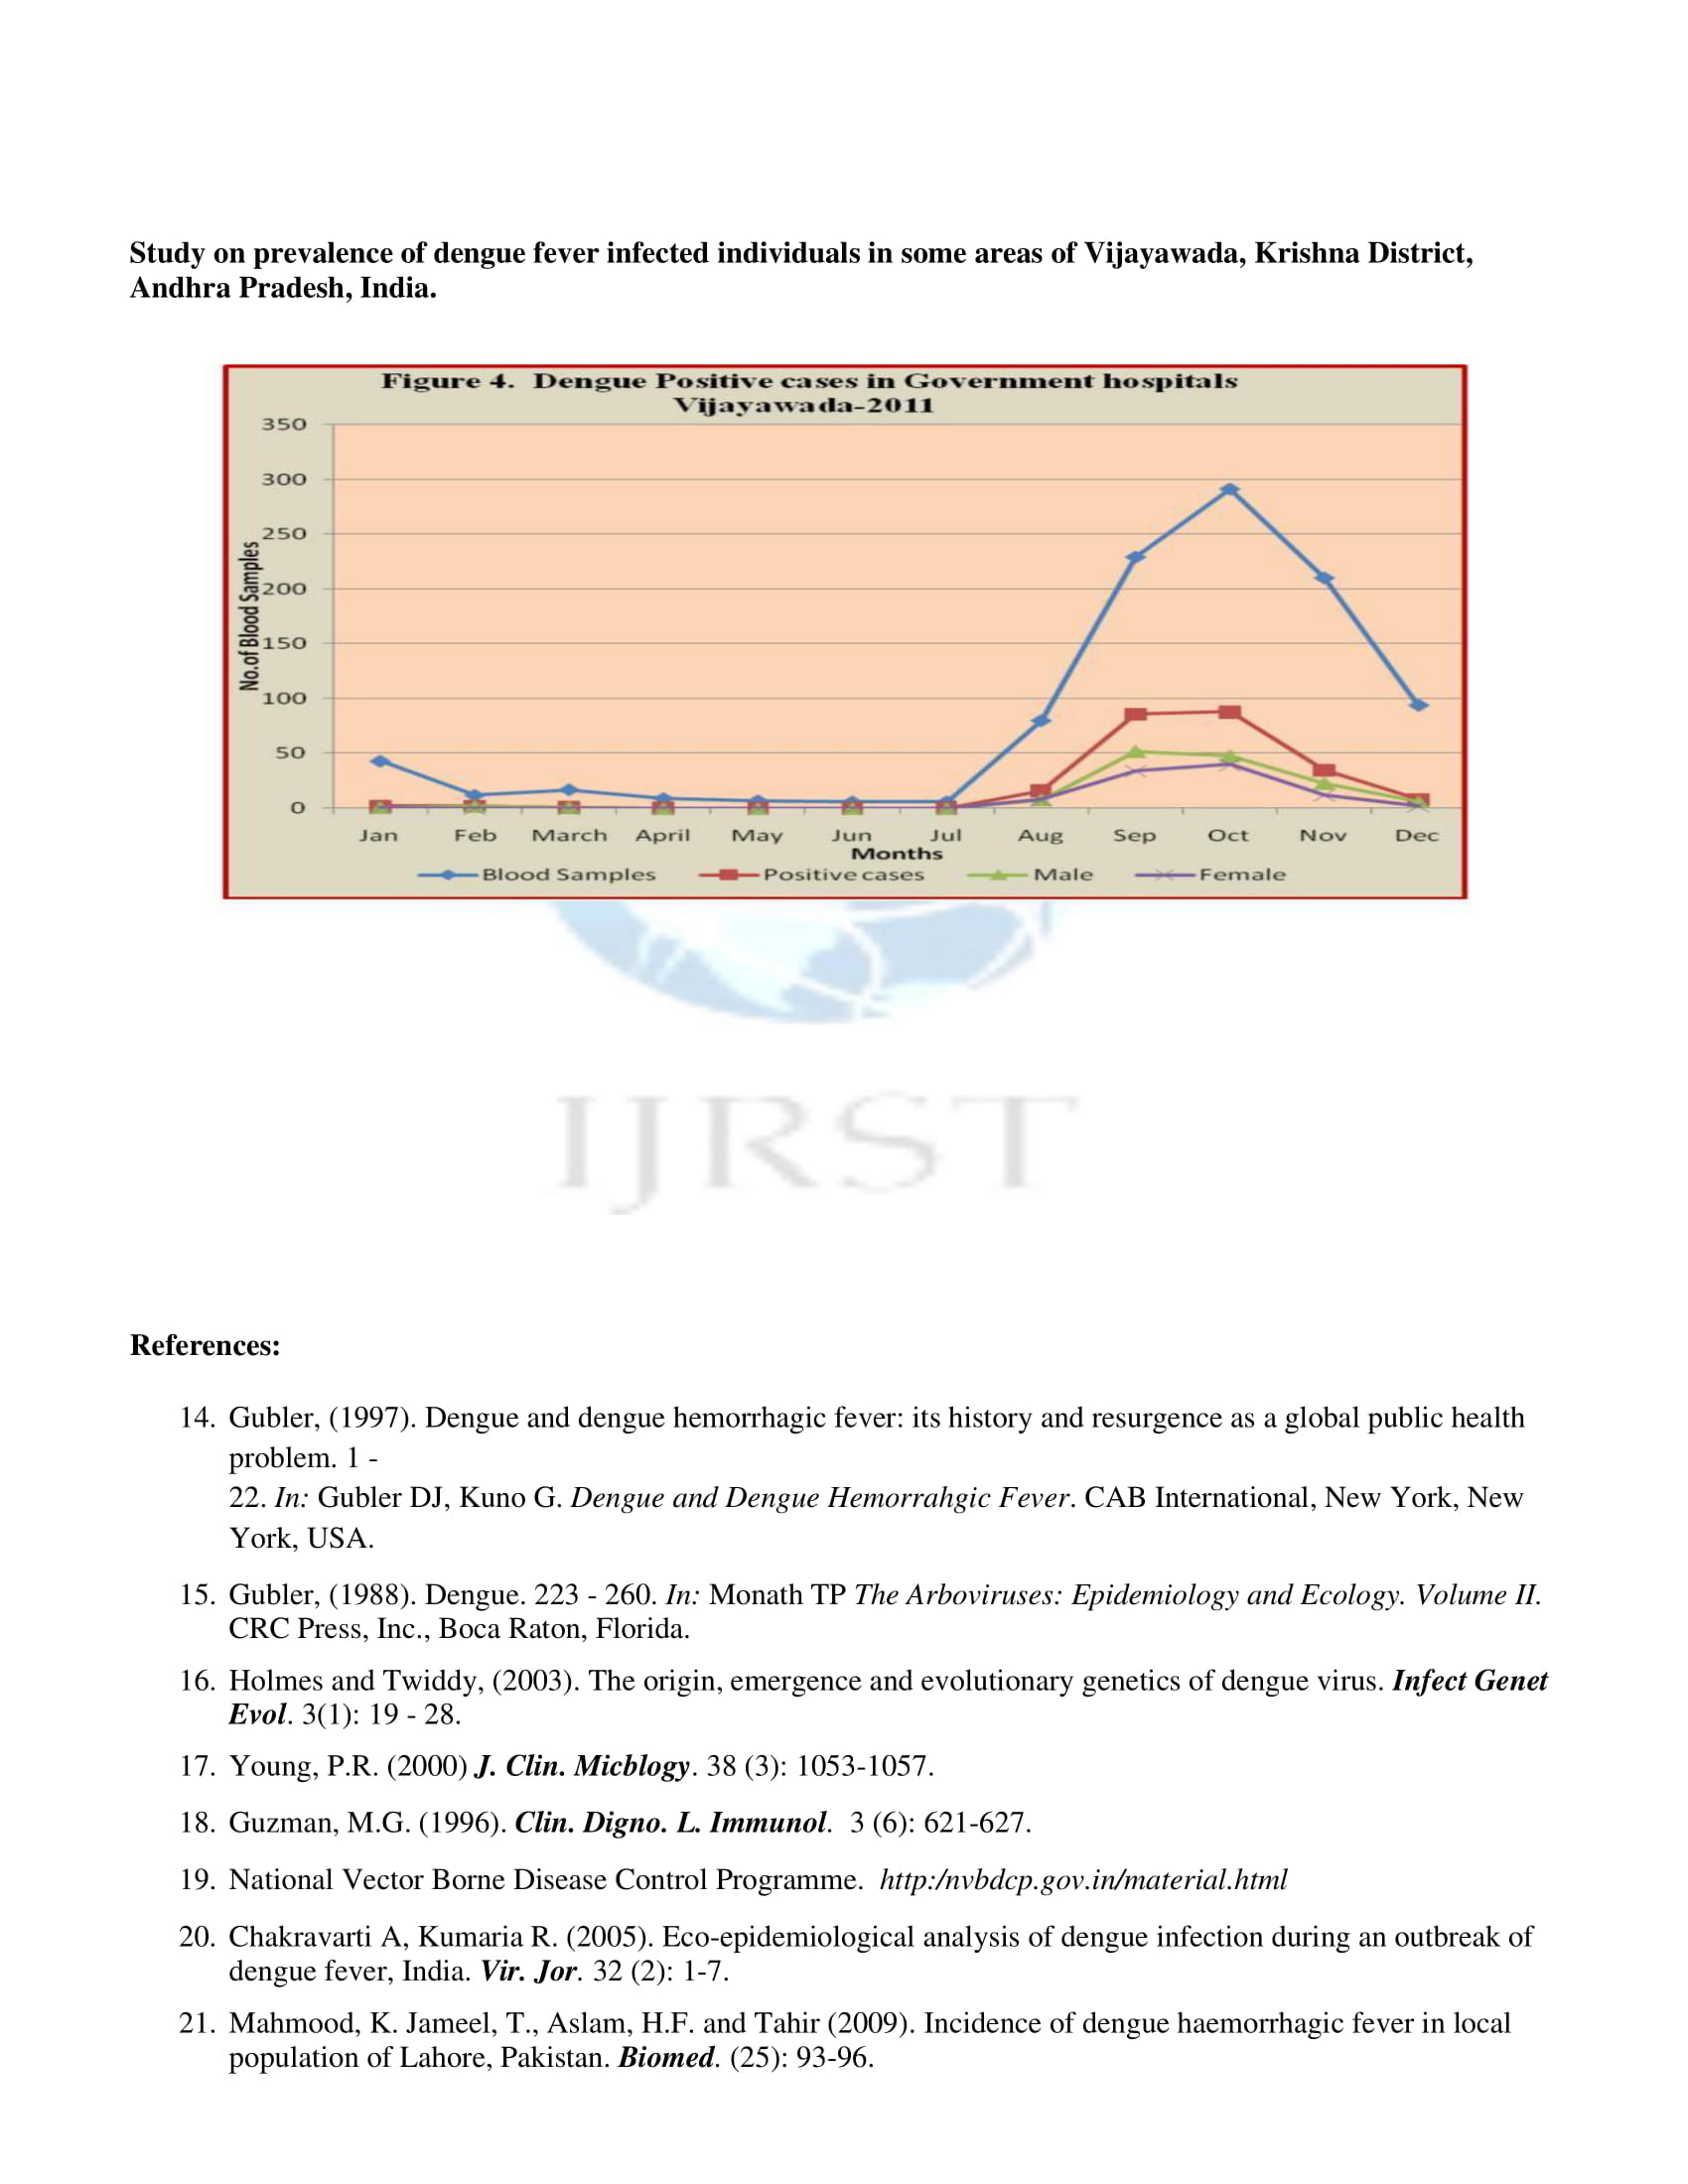 Study on prevalence of dengue fever infected individuals in some areas of Vijayawada, Krishna District,
Andhra Pradesh, India.
Figure 4. Dengue Positive cases in Government hospitals
Vijayawada-2011
No.of Blood Samples
350
300
250
200
150
100
50
0
Jan Feb March April May Jun Jul Aug Sep Oct Nov Dec
Months
Blood Samples Positive cases Male Female
IJRST
References:
14. Gubler, (1997). Dengue and dengue hemorrhagic fever: its history and resurgence as a global public health
problem. 1 -
22. In: Gubler DJ, Kuno G. Dengue and Dengue Hemorrahgic Fever. CAB International, New York, New
York, USA.
15. Gubler, (1988). Dengue. 223 - 260. In: Monath TP The Arboviruses: Epidemiology and Ecology. Volume II.
CRC Press, Inc., Boca Raton, Florida.
16. Holmes and Twiddy, (2003). The origin, emergence and evolutionary genetics of dengue virus. Infect Genet
Evol. 3(1): 19 - 28.
17. Young, P.R. (2000) J. Clin. Micblogy. 38 (3): 1053-1057.
18. Guzman, M.G. (1996). Clin. Digno. L. Immunol. 3 (6): 621-627.
19. National Vector Borne Disease Control Programme. http:/nvbdcp.gov.in/material.html
20. Chakravarti A, Kumaria R. (2005). Eco-epidemiological analysis of dengue infection during an outbreak of
dengue fever, India. Vir. Jor. 32 (2): 1-7.
21. Mahmood, K. Jameel, T., Aslam, H.F. and Tahir (2009). Incidence of dengue haemorrhagic fever in local
population of Lahore, Pakistan. Biomed. (25): 93-96.